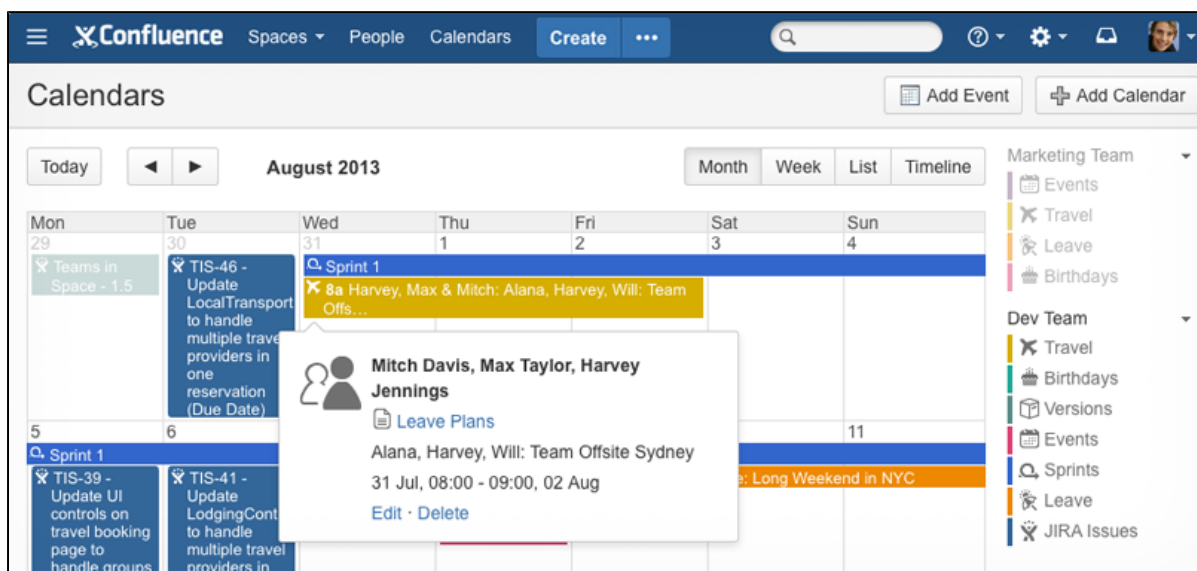 Confluence Spaces People Calendars Create •••
Calendars Add Event Add Calendar
Today August 2013 Month Week List Timeline
Mon Tue Wed Thu Fri Sat Sun
29 30 31 1 2 3 4
Teams in
Space - 1.5
TIS-46 -
Update
LocalTransport
to handle
multiple trave
providers in
one
reservation
(Due Date)
Sprint 1
8a Harvey, Max & Mitch: Alana, Harvey, Will: Team
Offs…
Mitch Davis, Max Taylor, Harvey
Jennings
Leave Plans
Alana, Harvey, Will: Team Offsite Sydney
31 Jul, 08:00 - 09:00, 02 Aug
Edit · Delete
5 6 11
Sprint 1
TIS-39 -
Update UI
controls on
travel booking
page to
handle groups
TIS-41 -
Update
LodgingCont
to handle
multiple travel
providers in
e: Long Weekend in NYC
Marketing Team
Events
Travel
Leave
Birthdays
Dev Team
Travel
Birthdays
Versions
Events
Sprints
Leave
JIRA Issues